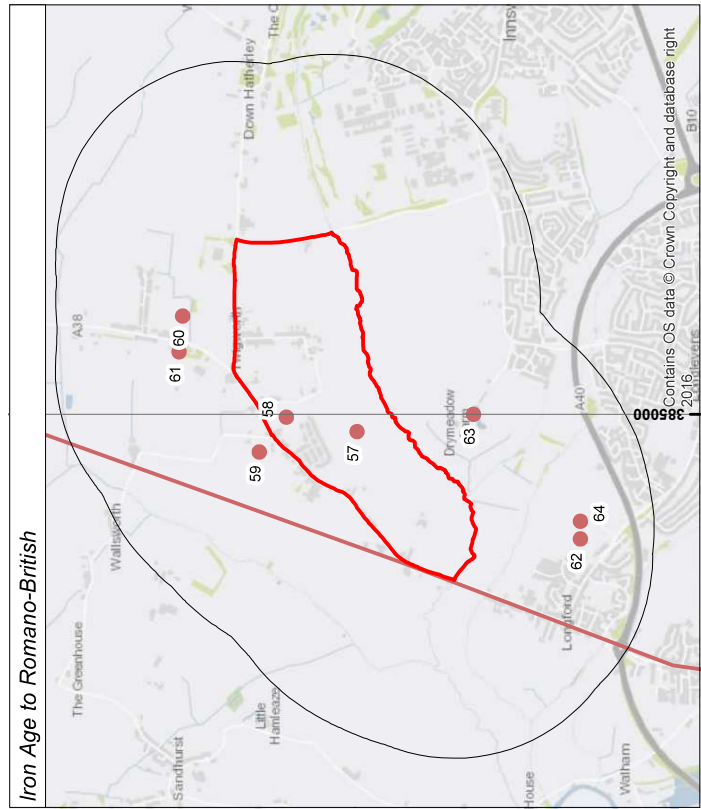 Iron Age to Romano-British
The Greenhouse
Sandhurst
Little
Hamleaze
Wallsworth
A38
Down Hatherley
The C
Innsw
61
60
59
58
57
Drymeadow
63
62
64
Longford
A40
House
Walham
B10
385000
Contains OS data © Crown Copyright and database right
2016